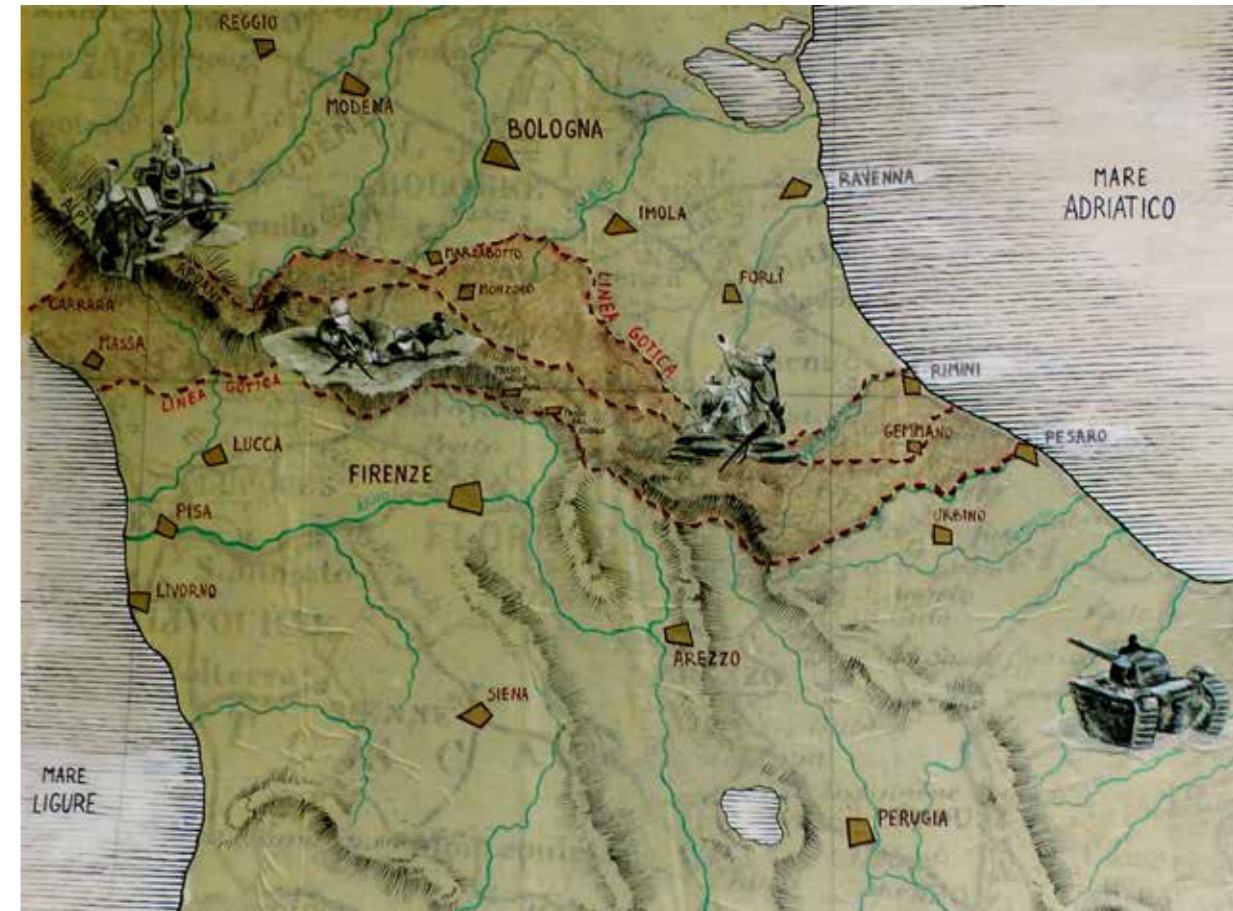 REGGIO
MODENA
BOLOGNA
RAVENNA
MARE
ADRIATICO
IMOLA
MARZABOTTO
FORLÌ
CARRARA
LINEA GOTICA
MASSA
LINEA GOTICA
RIMINI
LUCCA
GEMMANO
PESARO
FIRENZE
ARNO
PISA
URBINO
LIVORNO
AREZZO
SIENA
MARE
LIGURE
PERUGIA